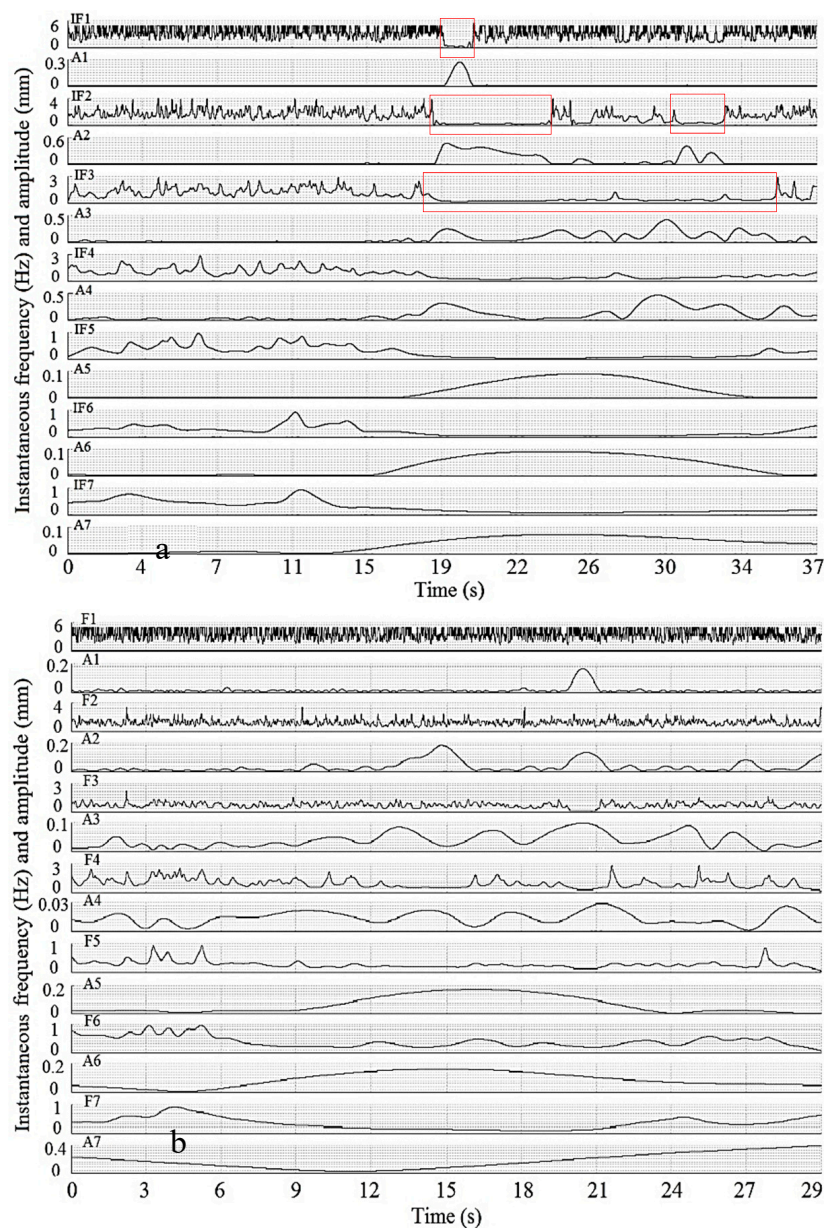 IF1
6
0
A1
0.3
0
IF2
4
0
A2
0.6
0
IF3
3
0
A3
0.5
0
IF4
3
0
A4
0.5
0
IF5
1
0
A5
0.1
0
IF6
1
0
A6
0.1
0
IF7
1
0
A7
0.1
0
a
Instantaneous frequency (Hz) and amplitude (mm)
0 4 7 11 15 19 22 26 30 34 37
Time (s)
F1
6
0
A1
0.2
0
F2
4
0
A2
0.2
0
F3
3
0
A3
0.1
0
F4
3
0
A4
0.03
0
F5
1
0
A5
0.2
0
F6
1
0
A6
0.2
0
F7
1
0
b
A7
0.4
0
Instantaneous frequency (Hz) and amplitude (mm)
0 3 6 9 12 15 18 21 24 27 29
Time (s)